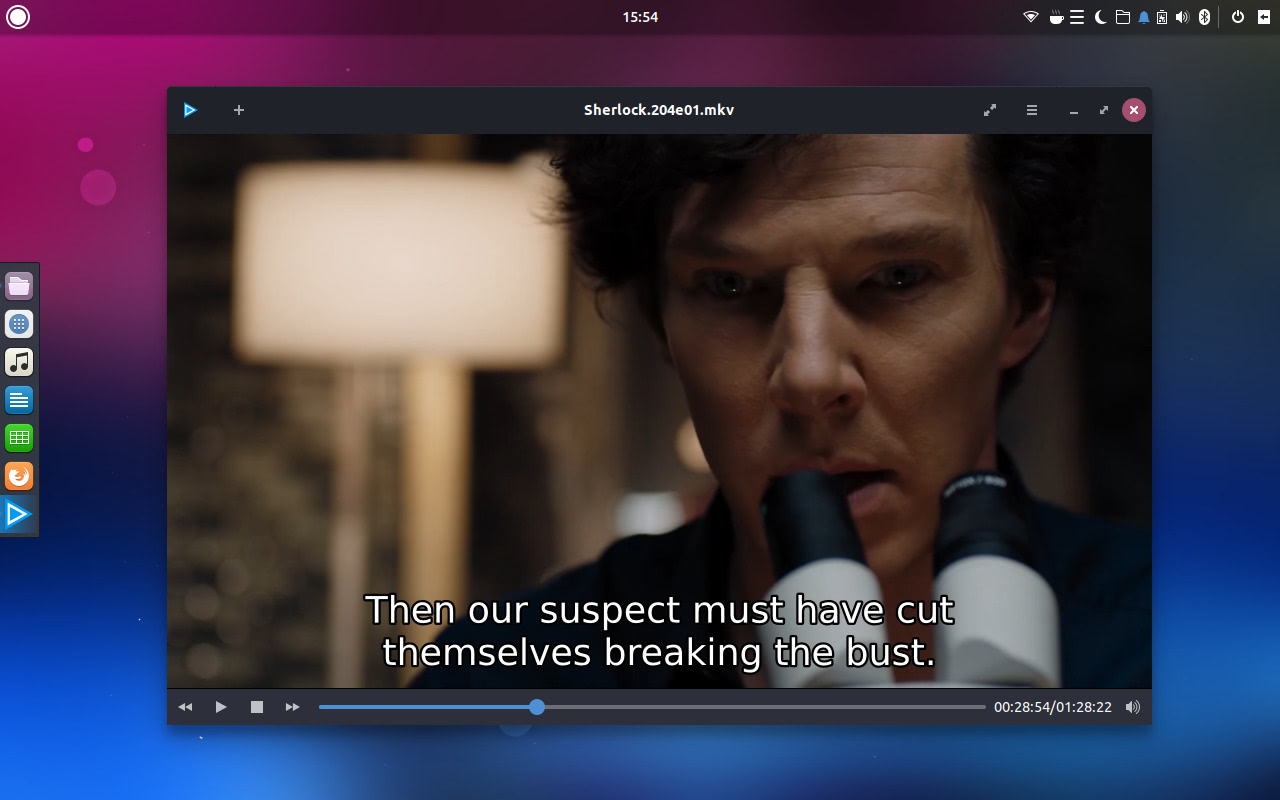 15:54
Sherlock.204e01.mkv
Then our suspect must have cut
themselves breaking the bust.
00:28:54/01:28:22